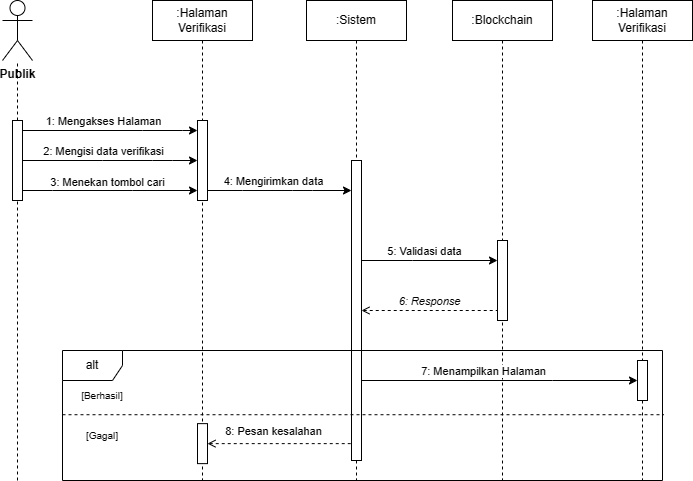 :Halaman
Verifikasi
:Sistem
:Blockchain
:Halaman
Verifikasi
Publik
1: Mengakses Halaman
2: Mengisi data verifikasi
3: Menekan tombol cari
4: Mengirimkan data
5: Validasi data
6: Response
alt
7: Menampilkan Halaman
[Berhasil]
8: Pesan kesalahan
[Gagal]